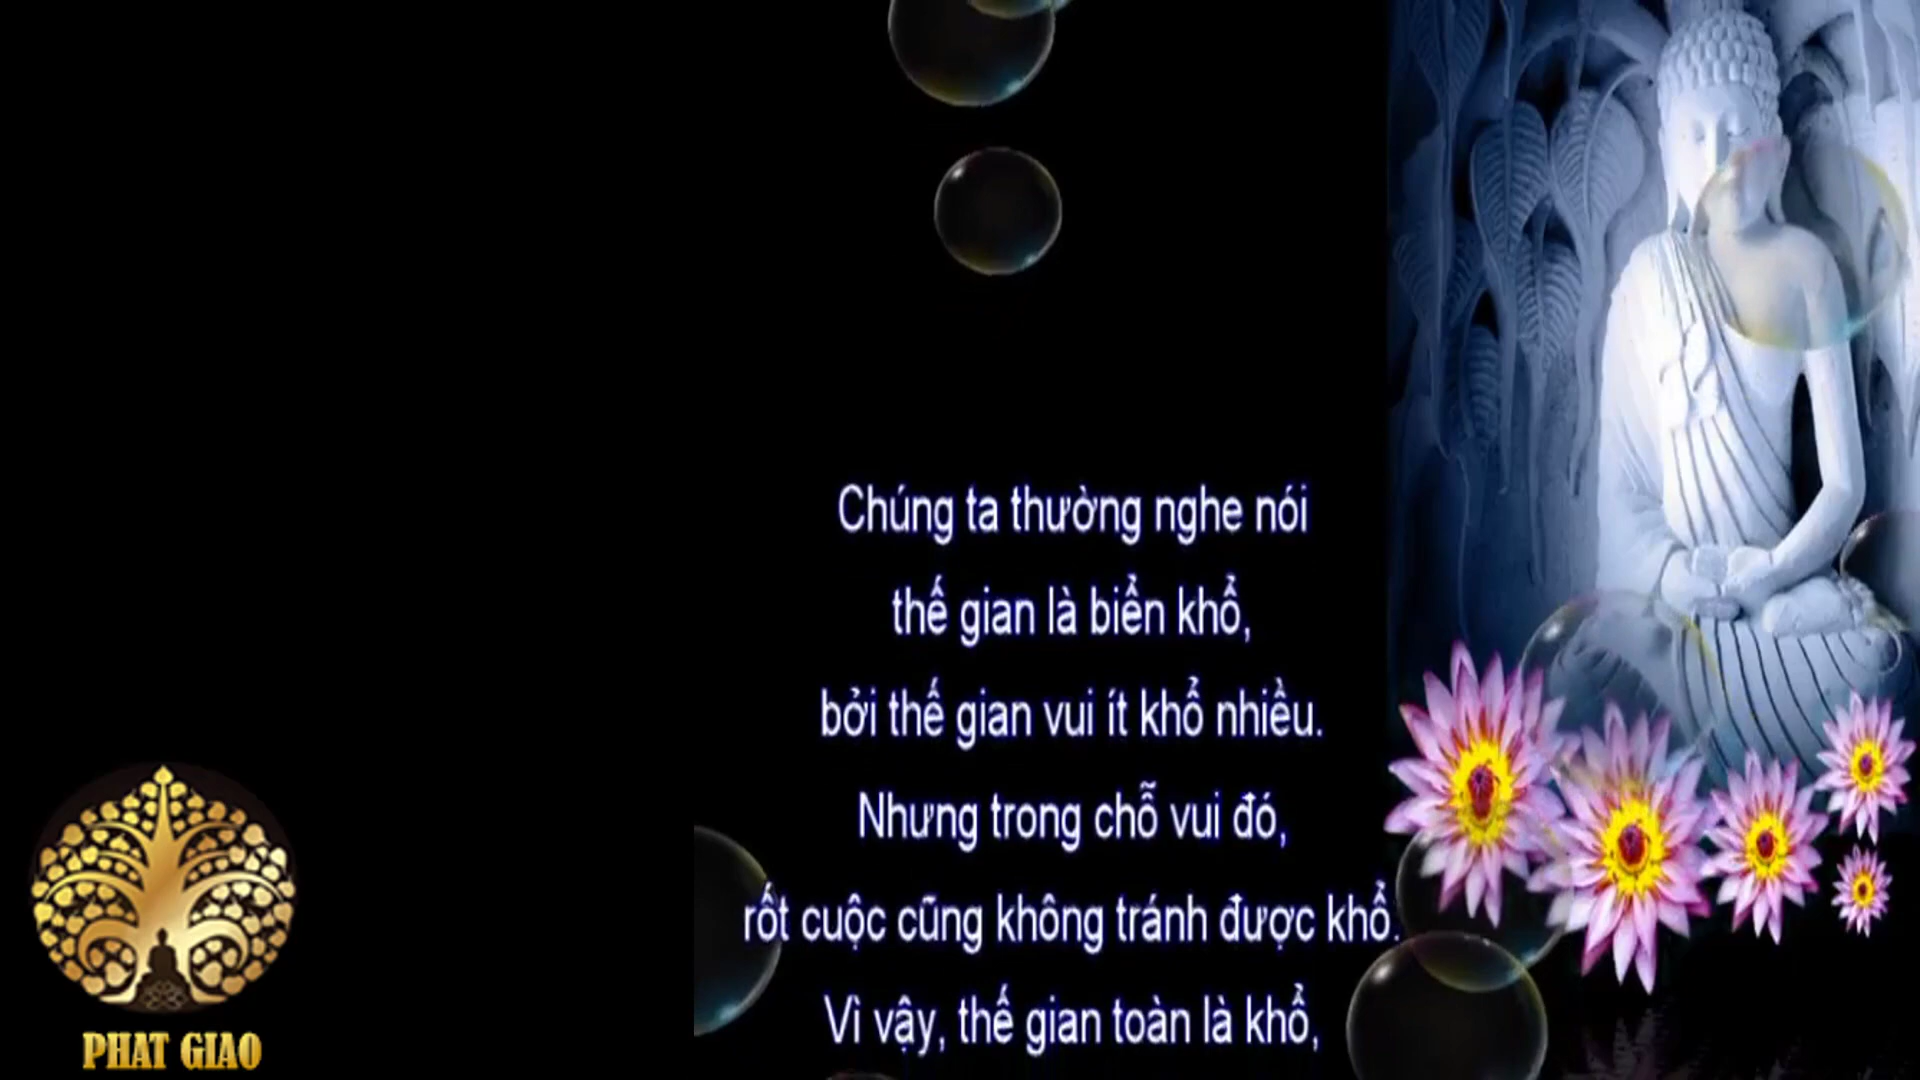 Chúng ta thường nghe nói
thế gian là biển khổ,
bởi thế gian vui ít khổ nhiều.
Nhưng trong chỗ vui đó,
rốt cuộc cũng không tránh được khổ.
Vì vậy, thế gian toàn là khổ,
PHAT GIAO